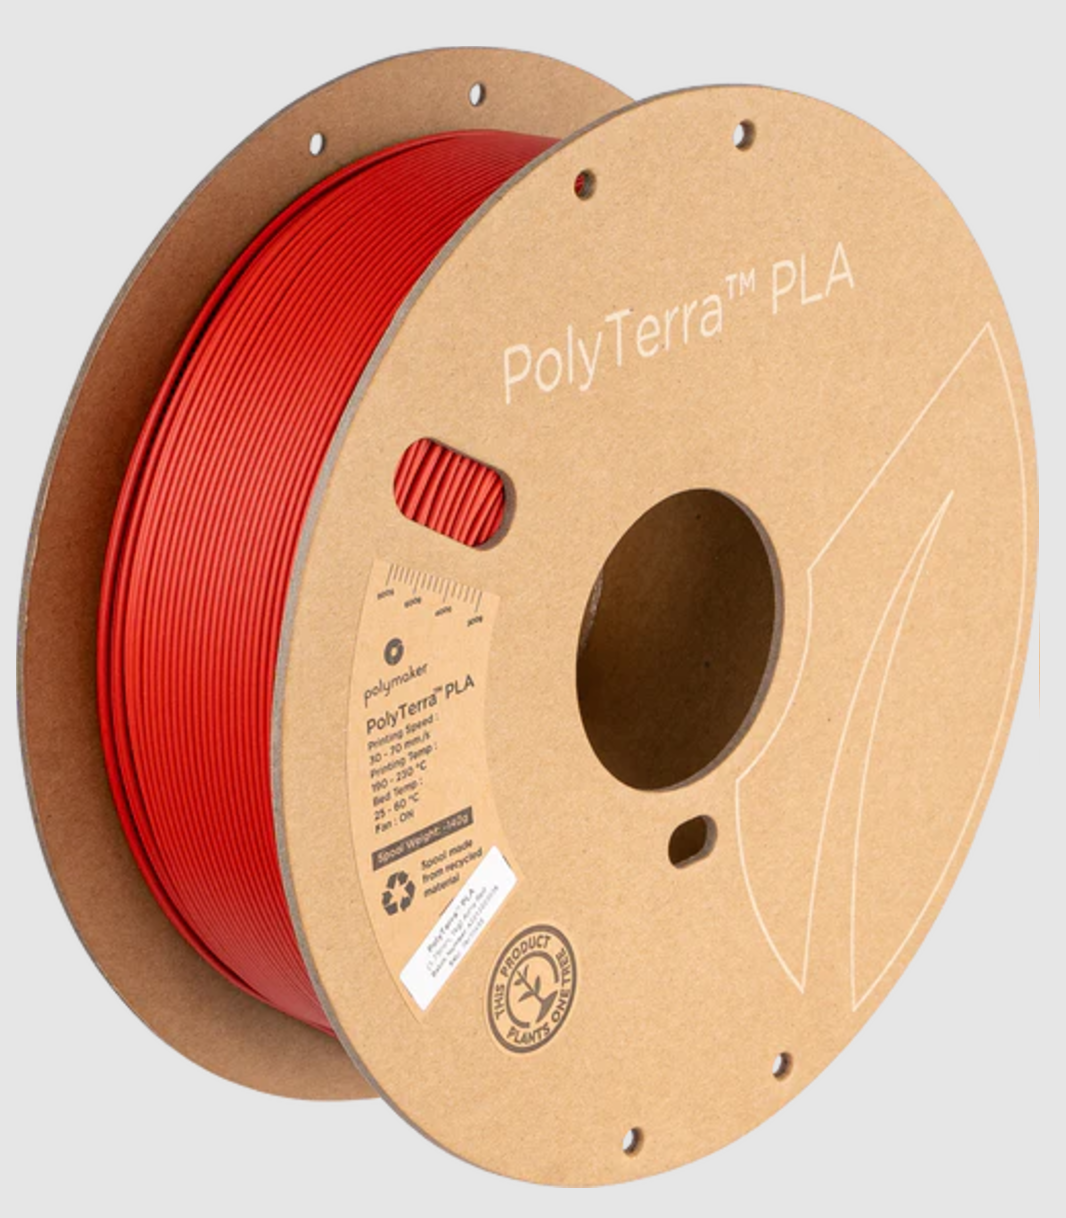 PolyTerra™ PLA
800g 600g 400g 200g
polymaker
PolyTerra™ PLA
Printing Speed :
30 - 70 mm/s
Printing Temp :
190 - 230 °C
Bed Temp :
25 - 60 °C
Fan : ON
Spool Weight: ~140g
Spool made
from recycled
material
PolyTerra™ PLA
THIS PRODUCT
PLANTS ONE TREE